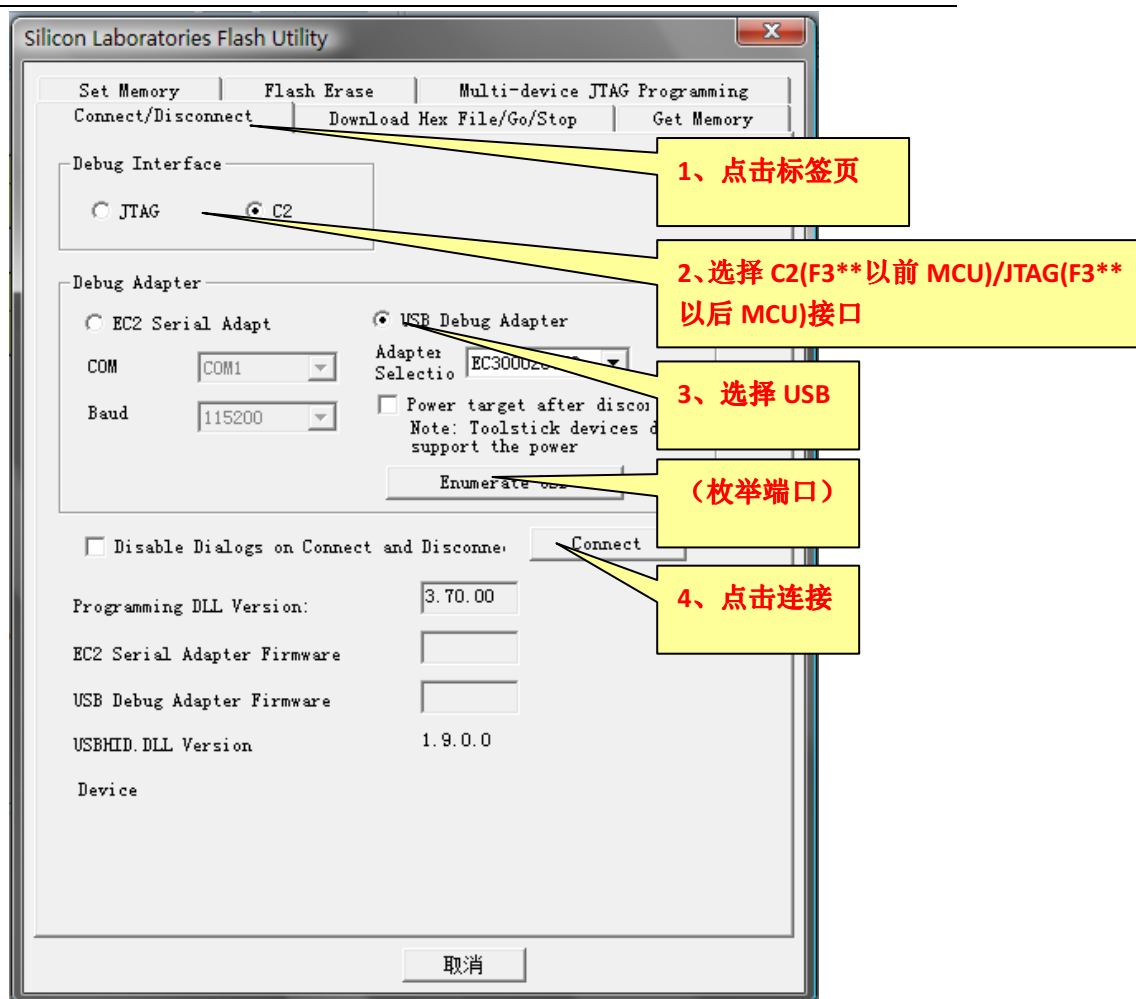 Silicon Laboratories Flash Utility
Set Memory Flash Erase Multi-device JTAG Programming
Connect/Disconnect Download Hex File/Go/Stop Get Memory
1、点击标签页
Debug Interface
JTAG C2
2、选择 C2(F3**以前 MCU)/JTAG(F3**
以后 MCU)接口
Debug Adapter
EC2 Serial Adapt USB Debug Adapter
COM COM1 Adapter
Selectio
3、选择 USB
Baud 115200 Power target after
Note: Toolstick devices
support the power
Enumerate
（枚举端口）
Disable Dialogs on Connect and Connect
4、点击连接
Programming DLL Version: 3.70.00
EC2 Serial Adapter Firmware
USB Debug Adapter Firmware
USBHID.DLL Version 1.9.0.0
Device
取消